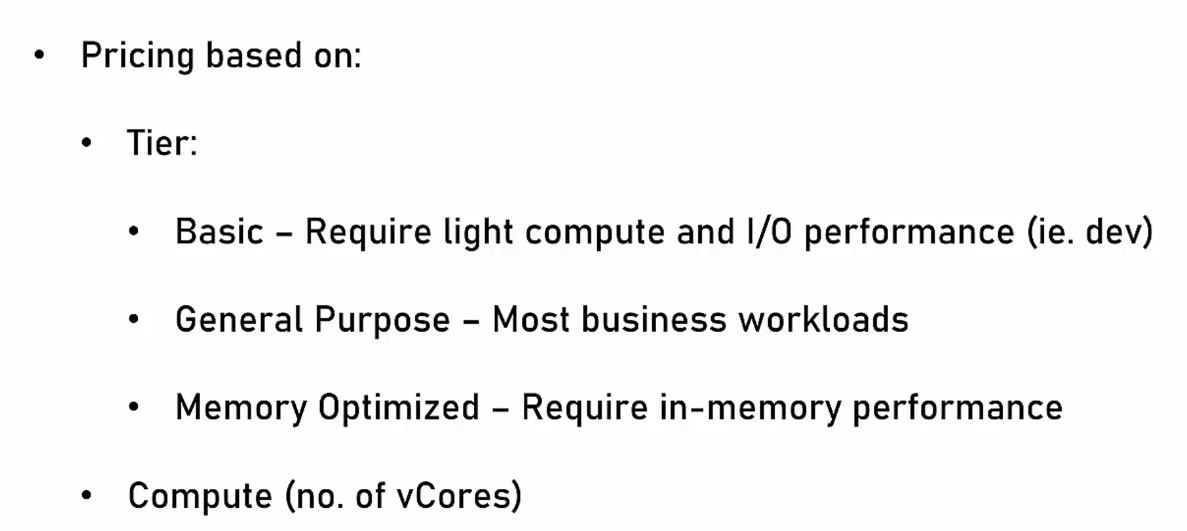 • Pricing based on:
• Tier:
• Basic – Require light compute and I/O performance (ie. dev)
• General Purpose – Most business workloads
• Memory Optimized – Require in-memory performance
• Compute (no. of vCores)